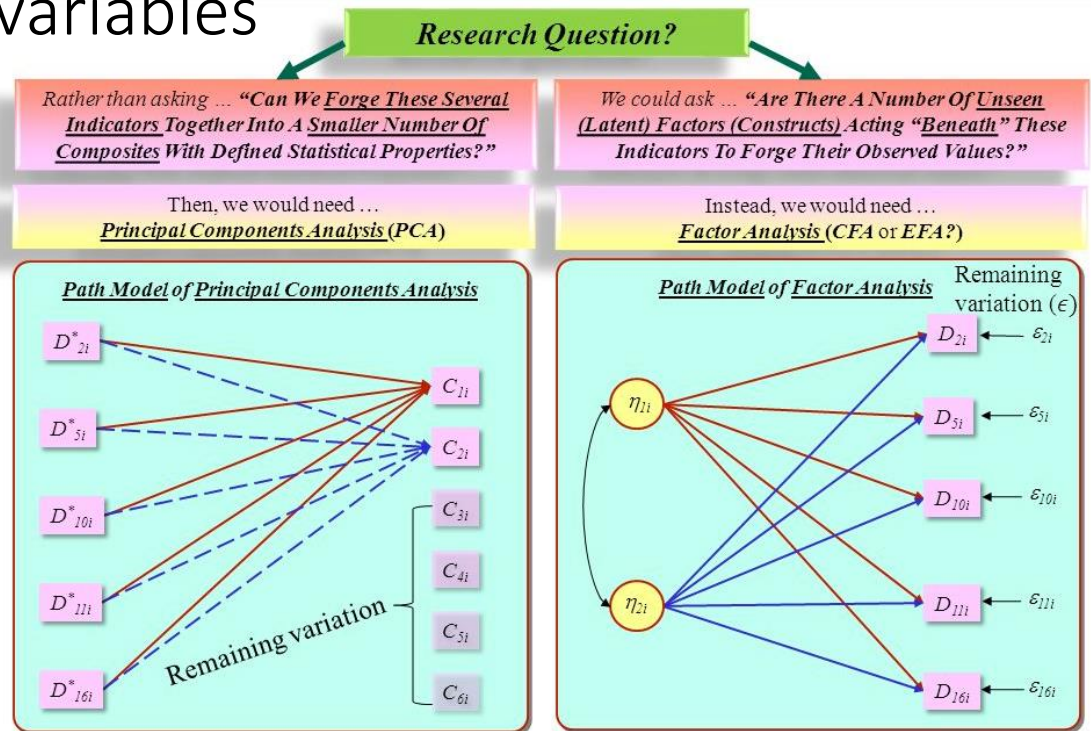 variables
Research Question?
Rather than asking … “Can We Forge These Several
Indicators Together Into A Smaller Number Of
Composites With Defined Statistical Properties?”
Then, we would need …
Principal Components Analysis (PCA)
Path Model of Principal Components Analysis
D*2i
D*5i
D*10i
D*11i
D*16i
C1i
C2i
C3i
C4i
C5i
C6i
Remaining variation
We could ask … “Are There A Number Of Unseen
(Latent) Factors (Constructs) Acting “Beneath” These
Indicators To Forge Their Observed Values?”
Instead, we would need …
Factor Analysis (CFA or EFA?)
Path Model of Factor Analysis
Remaining
variation (ϵ)
η1i
η2i
D2i ε2i
D5i ε5i
D10i ε10i
D11i ε11i
D16i ε16i